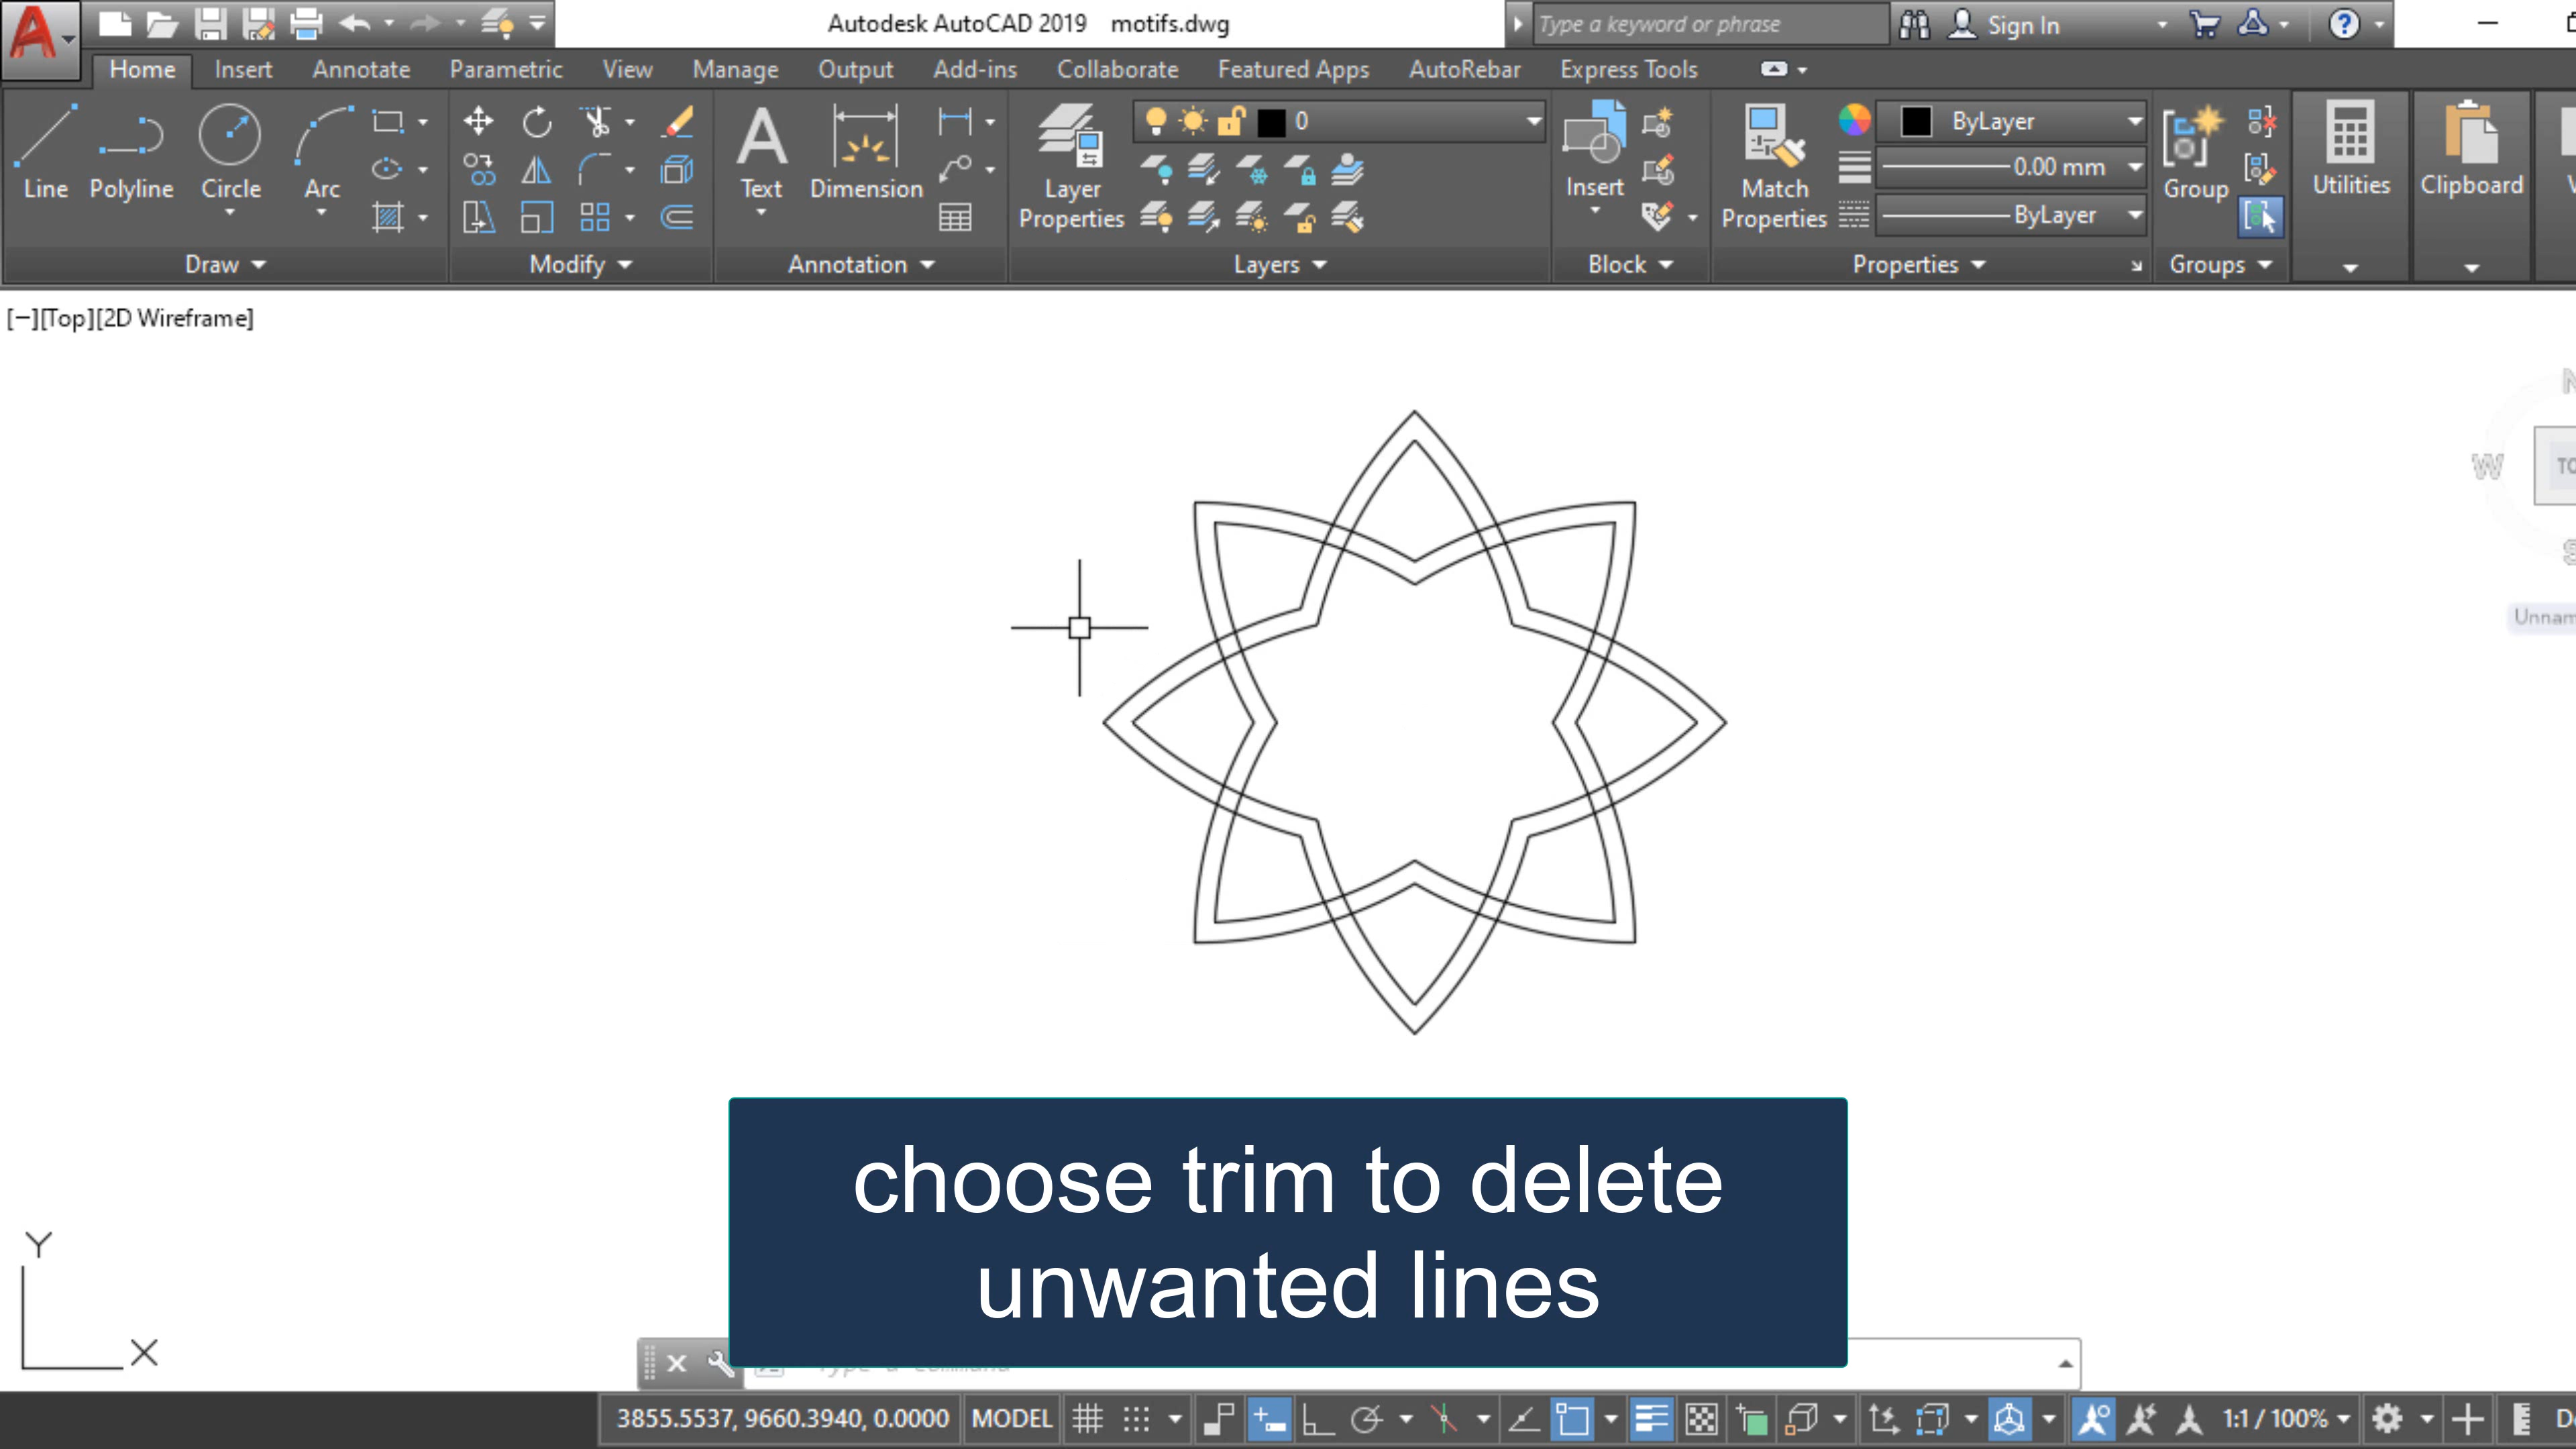 Autodesk AutoCAD 2019 motifs.dwg
Type a keyword or phrase
Sign In
Home Insert Annotate Parametric View Manage Output Add-ins Collaborate Featured Apps AutoRebar Express Tools
0
ByLayer
0.00 mm
ByLayer
Line Polyline Circle Arc
Text Dimension
Layer Properties
Insert
Match Properties
Group
Utilities
Clipboard
Draw Modify Annotation Layers Block Properties Groups
[−][Top][2D Wireframe]
W
choose trim to delete
unwanted lines
Y
X
3855.5537, 9660.3940, 0.0000 MODEL 1:1 / 100%